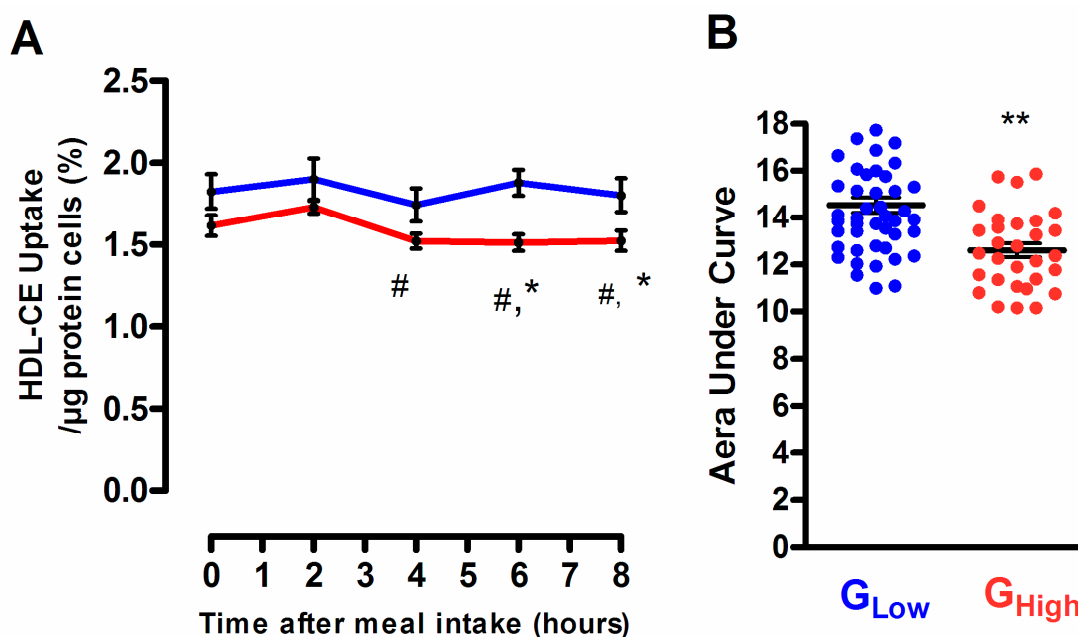 A
HDL-CE Uptake
/µg protein cells (%)
2.5
2.0
1.5
1.0
0.5
0.0
#
#,*
#, *
0 1 2 3 4 5 6 7 8
Time after meal intake (hours)
B
Aera Under Curve
18
16
14
12
10
8
6
4
2
0
**
GLow
GHigh